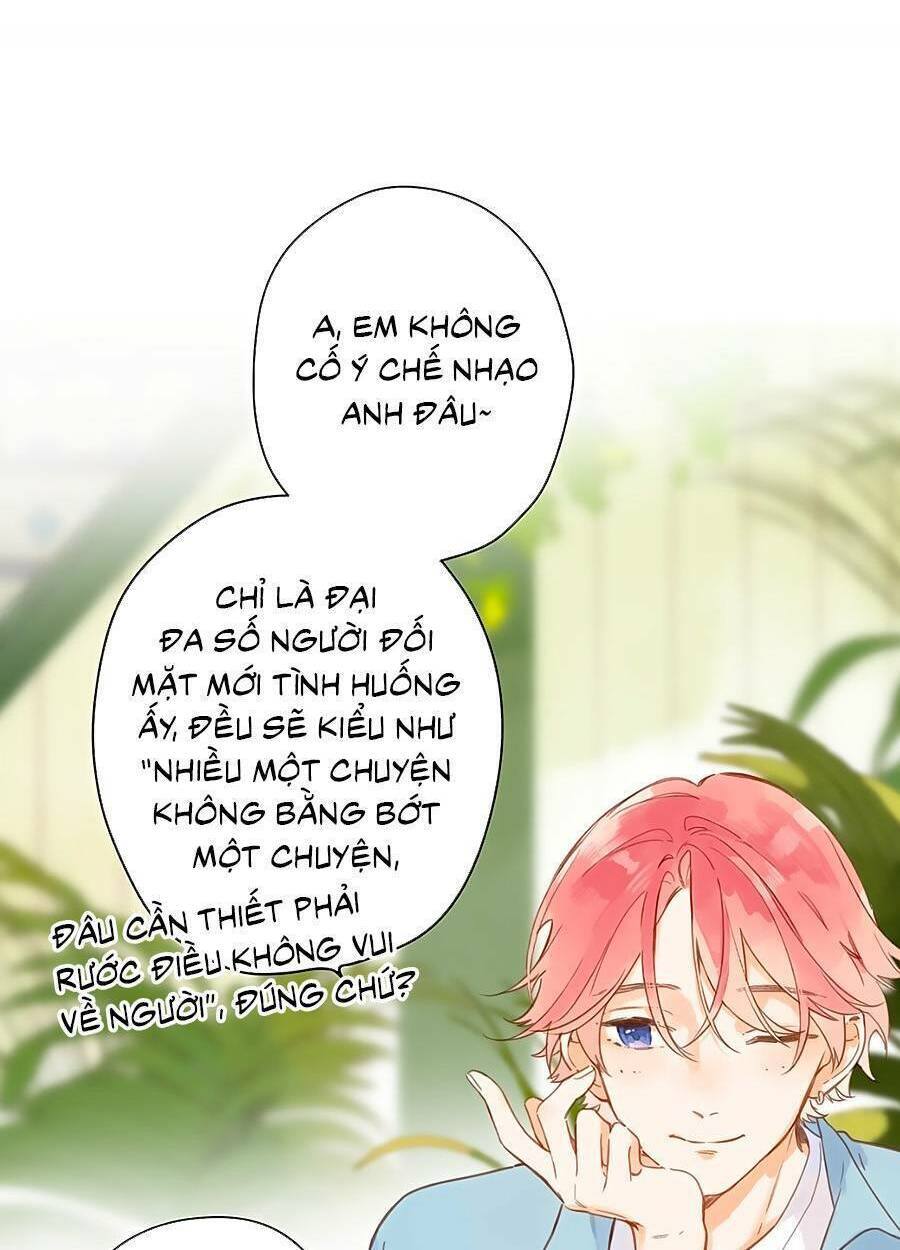 A, EM KHÔNG
CỐ Ý CHẾ NHẠO
ANH ĐÂU~
CHỈ LÀ ĐẠI
ĐA SỐ NGƯỜI ĐỐI
MẶT MỚI TÌNH HUỐNG
ẤY, ĐỀU SẼ KIỂU NHƯ
"NHIỀU MỘT CHUYỆN
KHÔNG BẰNG BỚT
MỘT CHUYỆN,
ĐÂU CẦN THIẾT PHẢI
RƯỚC ĐIỀU KHÔNG VUI
VỀ NGƯỜI", ĐÚNG CHỨ?